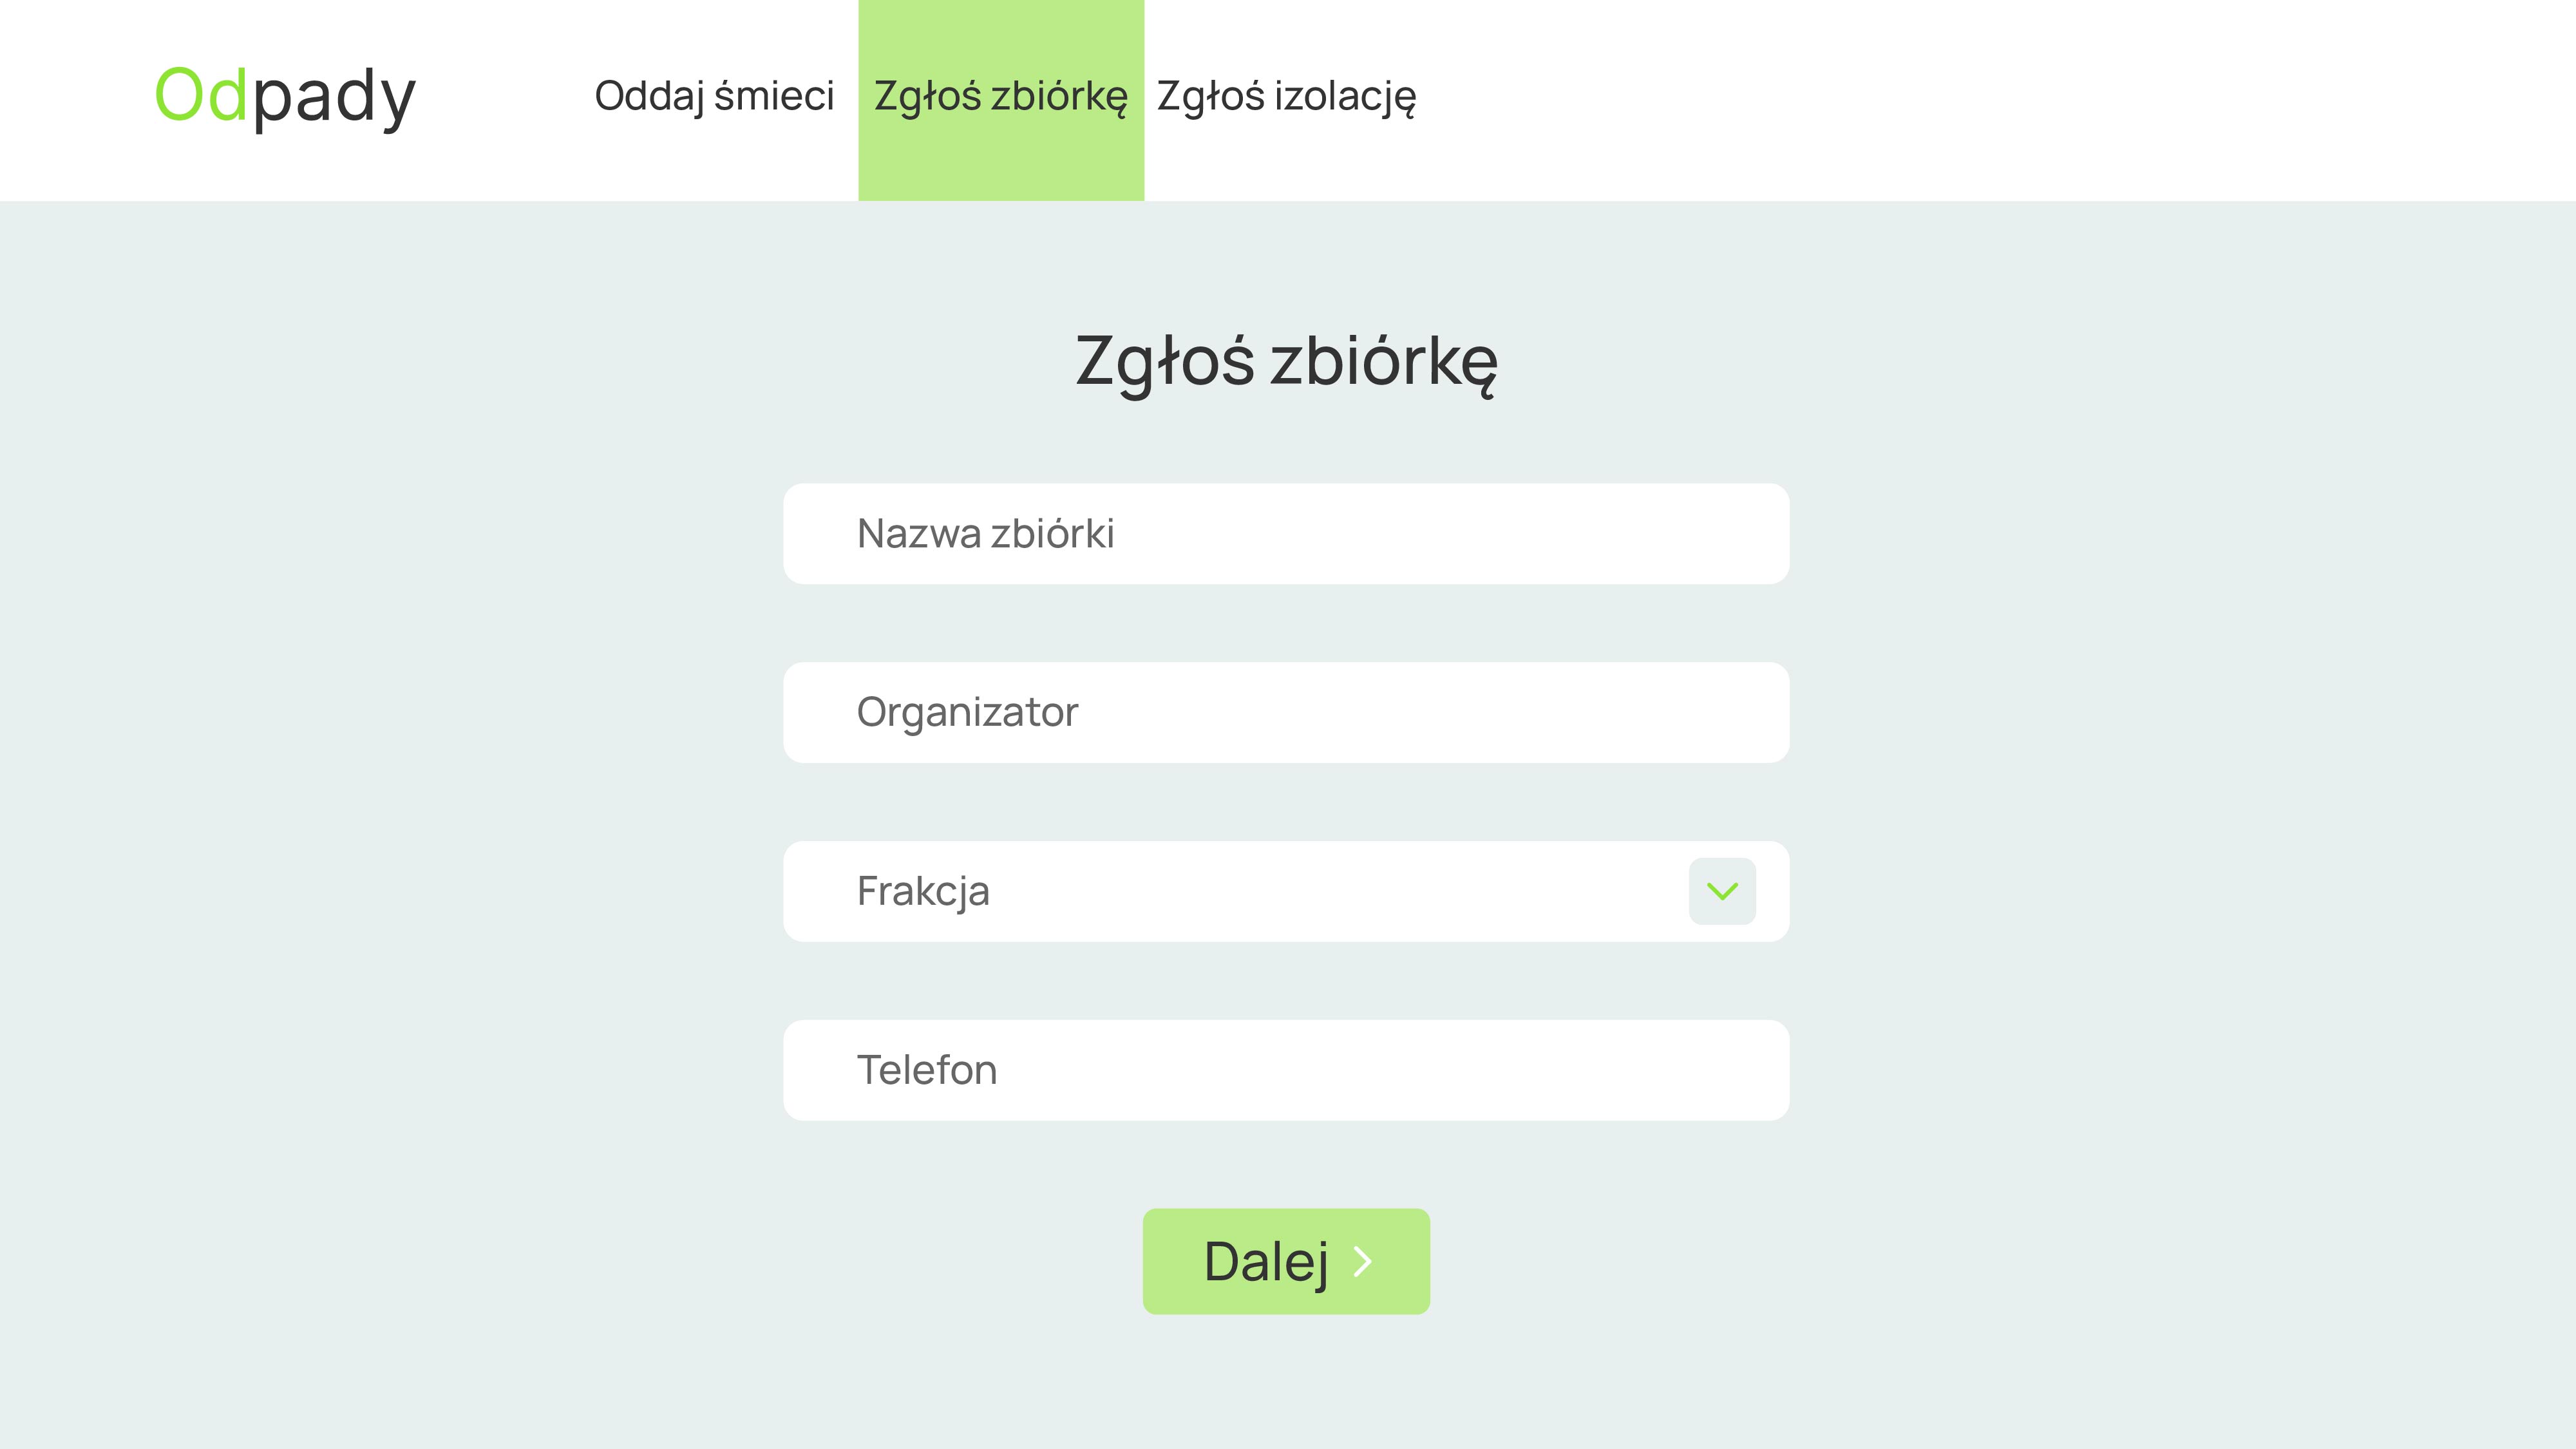 Odpady
Oddaj śmieci
Zgłoś zbiórkę
Zgłoś izolację
Zgłoś zbiórkę
Nazwa zbiórki
Organizator
Frakcja
Telefon
Dalej